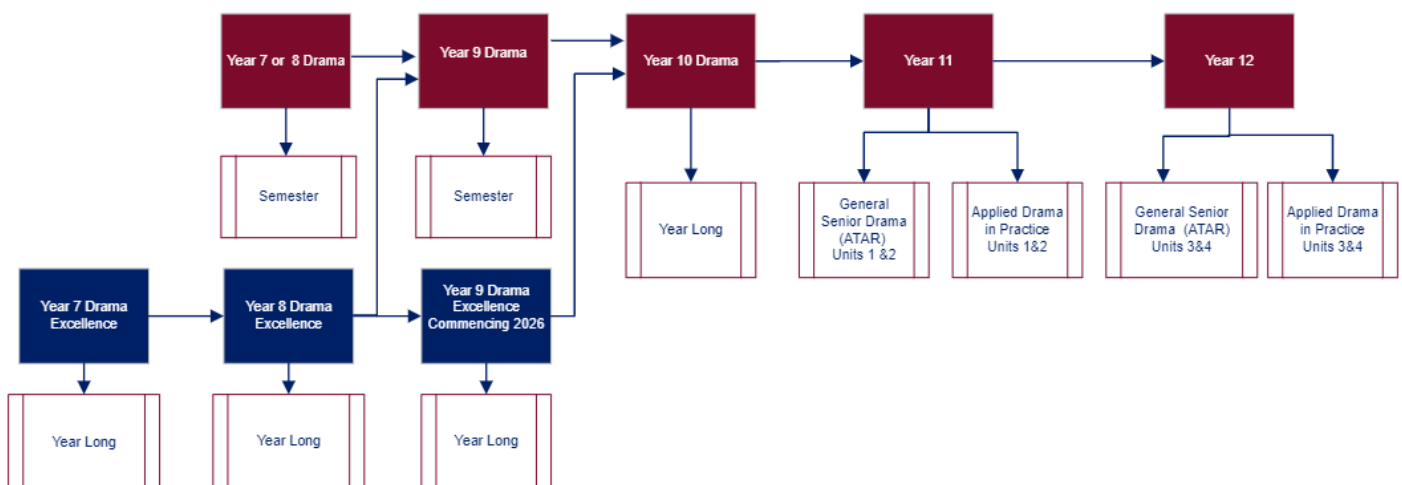 Year 7 or  8 Drama
Year 9 Drama
Year 10 Drama
Year 11
Year 12
Semester
Semester
Year Long
General
Senior Drama
(ATAR)
Units 1 &2
Applied Drama
in Practice
Units 1&2
General Senior
Drama  (ATAR)
Units 3&4
Applied Drama
in Practice
Units 3&4
Year 7 Drama
Excellence
Year 8 Drama
Excellence
Year 9 Drama
Excellence
Commencing 2026
Year Long
Year Long
Year Long